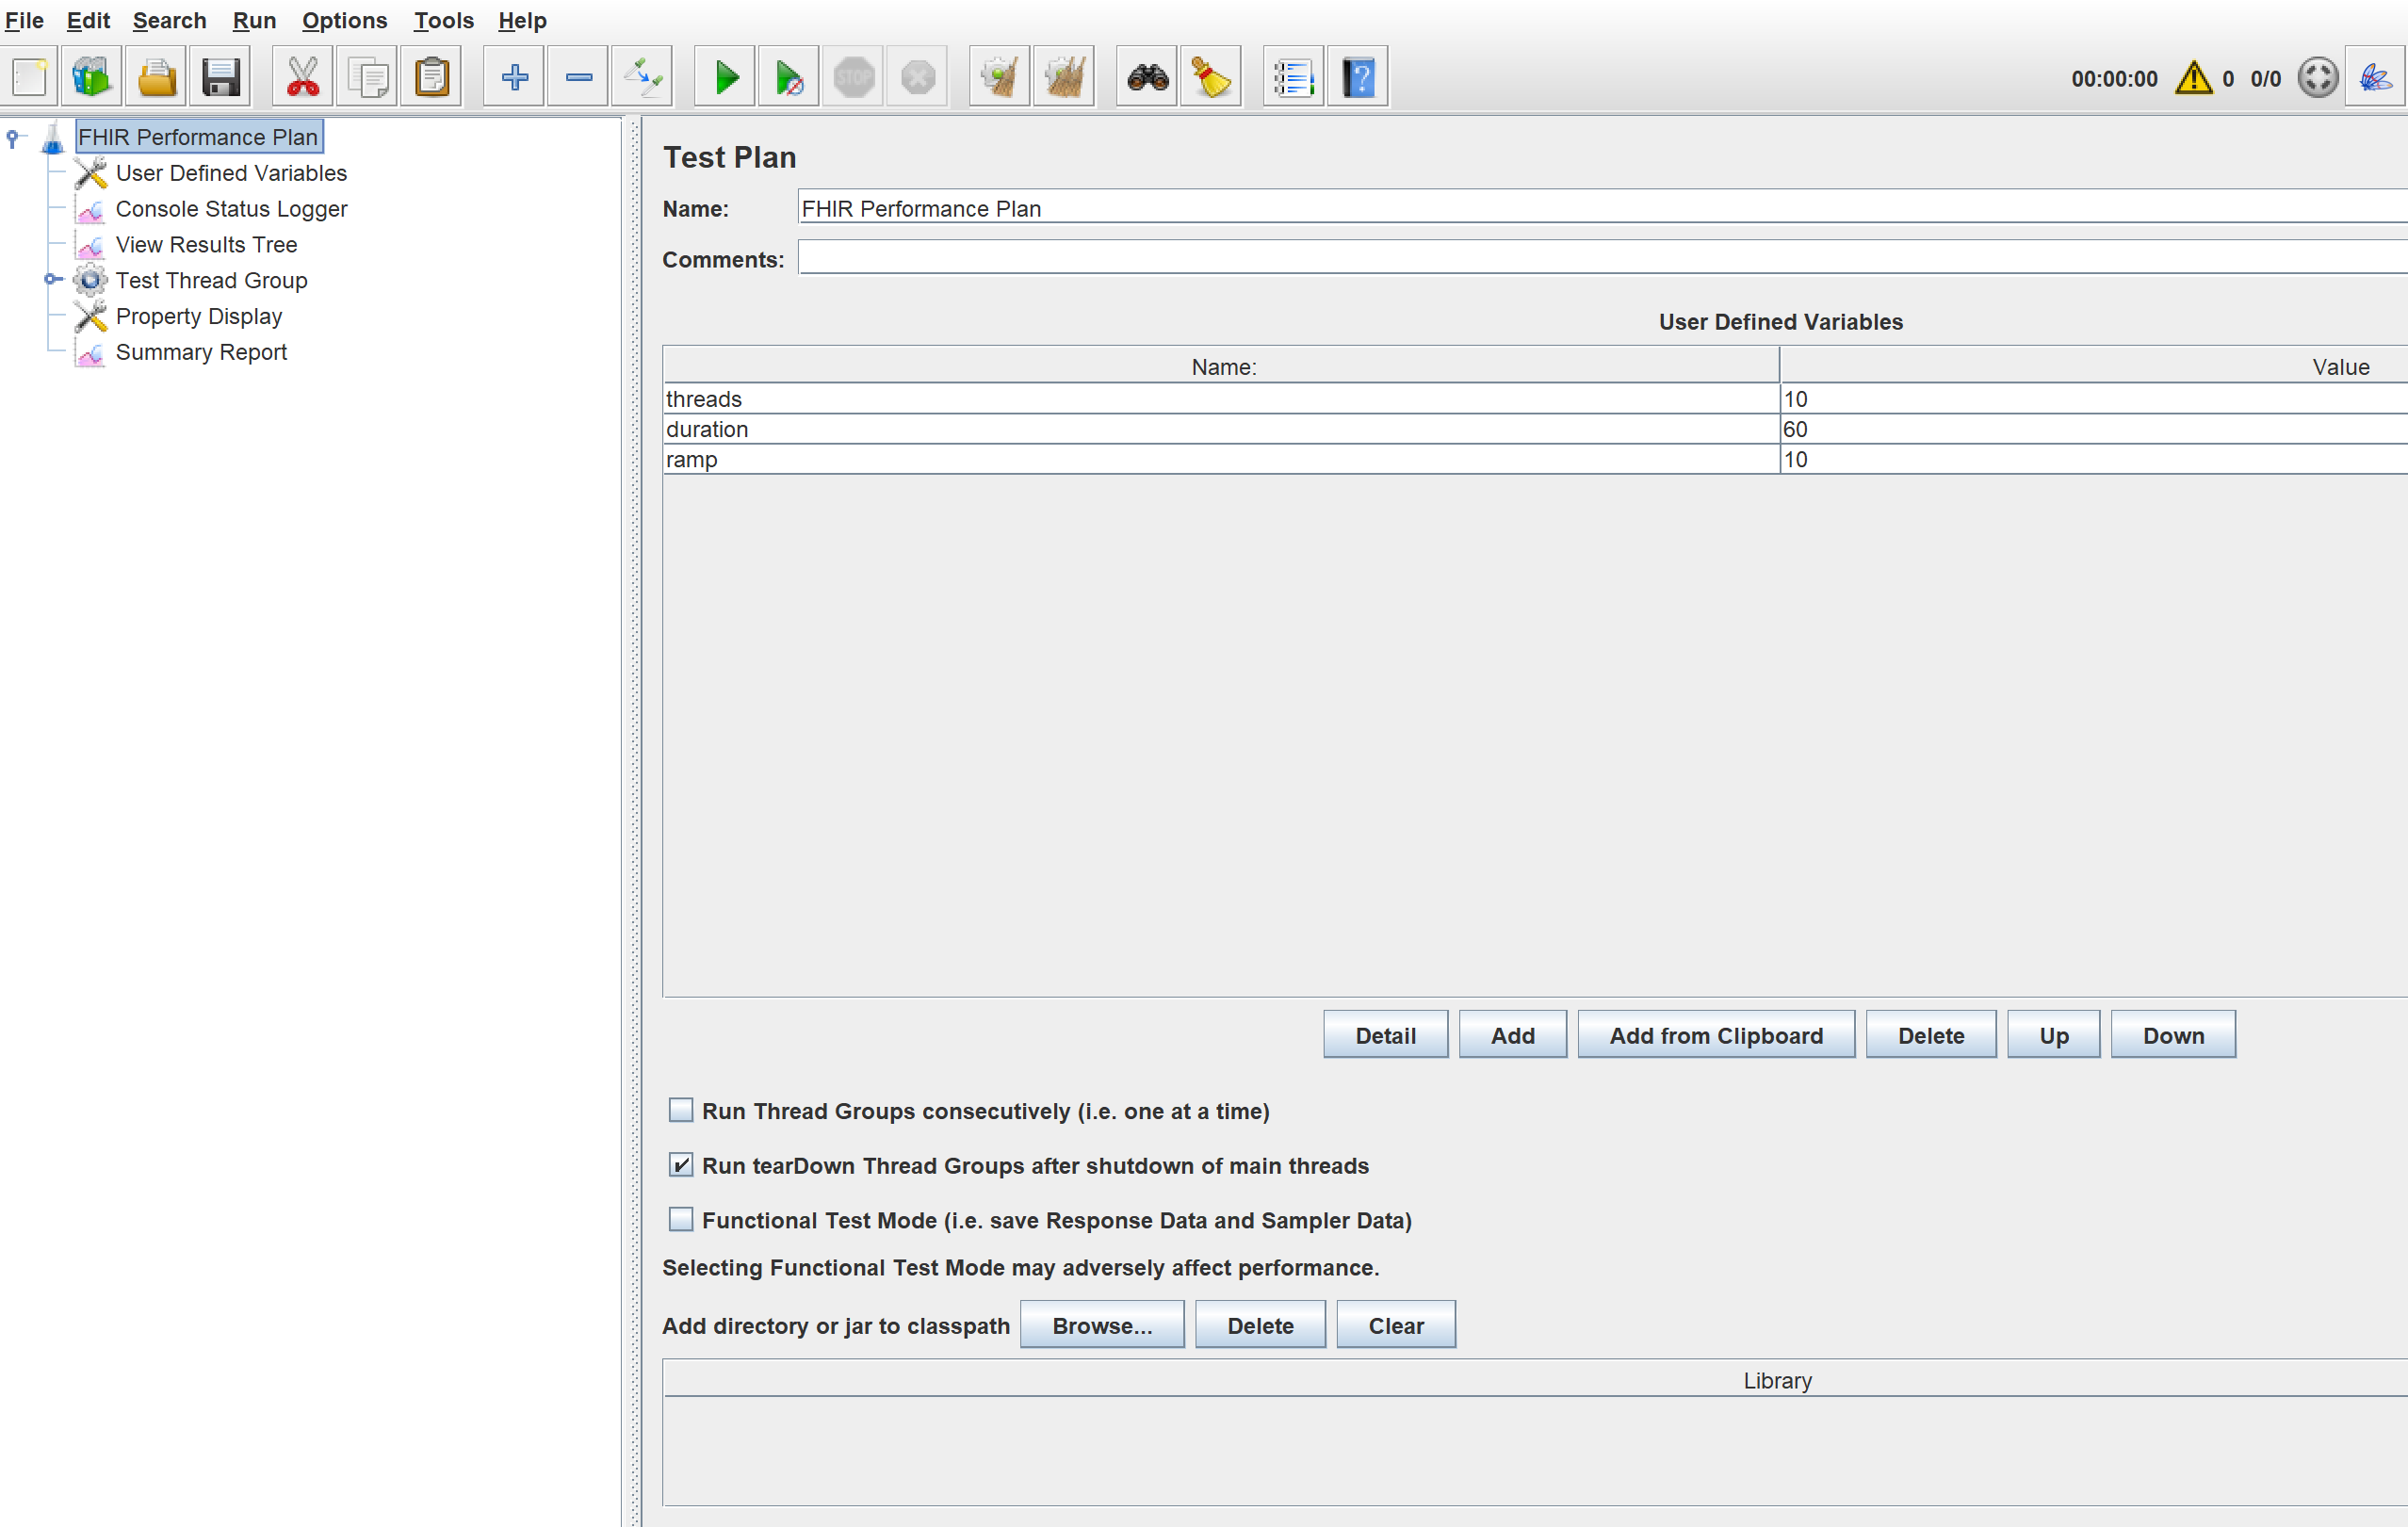 File Edit Search Run Options Tools Help
STOP
00:00:00 0 0/0
FHIR Performance Plan
User Defined Variables
Console Status Logger
View Results Tree
Test Thread Group
Property Display
Summary Report
Test Plan
Name: FHIR Performance Plan
Comments:
User Defined Variables
Name: Value
threads 10
duration 60
ramp 10
Detail Add Add from Clipboard Delete Up Down
Run Thread Groups consecutively (i.e. one at a time)
Run tearDown Thread Groups after shutdown of main threads
Functional Test Mode (i.e. save Response Data and Sampler Data)
Selecting Functional Test Mode may adversely affect performance.
Add directory or jar to classpath Browse... Delete Clear
Library